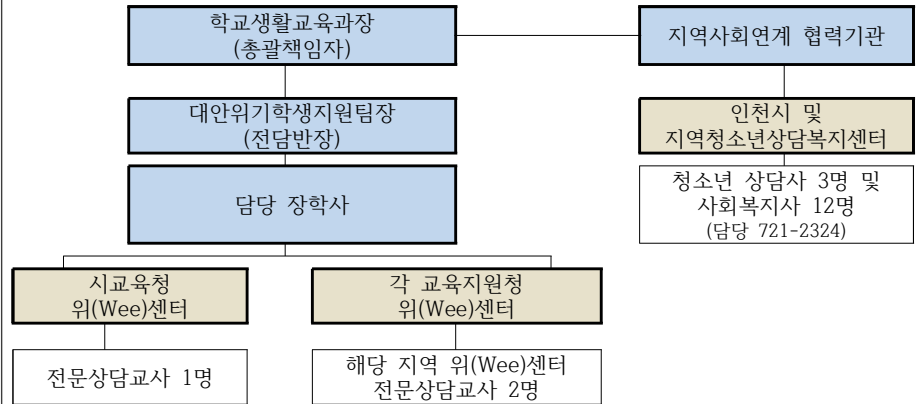 학교생활교육과장
(총괄책임자)
지역사회연계 협력기관
대안위기학생지원팀장
(전담반장)
인천시 및
지역청소년상담복지센터
담당 장학사
청소년 상담사 3명 및
사회복지사 12명
(담당 721-2324)
시교육청
위(Wee)센터
각 교육지원청
위(Wee)센터
전문상담교사 1명
해당 지역 위(Wee)센터
전문상담교사 2명